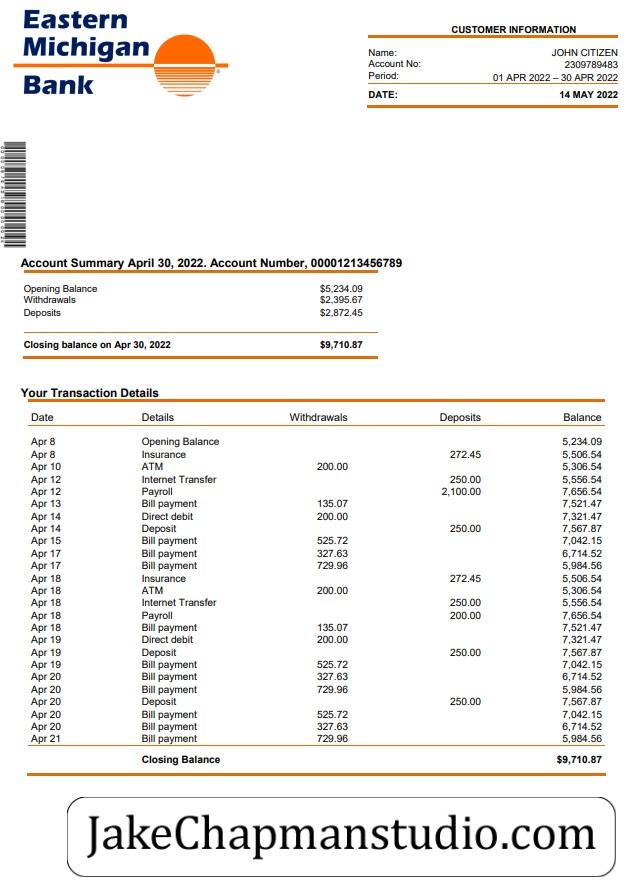 Eastern
Michigan
Bank
®
CUSTOMER INFORMATION
Name: JOHN CITIZEN
Account No: 2309789483
Period: 01 APR 2022 – 30 APR 2022
DATE: 14 MAY 2022
Account Summary April 30, 2022. Account Number, 00001213456789
Opening Balance $5,234.09
Withdrawals $2,395.67
Deposits $2,872.45
Closing balance on Apr 30, 2022 $9,710.87
Your Transaction Details
Date Details Withdrawals Deposits Balance
Apr 8 Opening Balance 5,234.09
Apr 8 Insurance 272.45 5,506.54
Apr 10 ATM 200.00 5,306.54
Apr 12 Internet Transfer 250.00 5,556.54
Apr 12 Payroll 2,100.00 7,656.54
Apr 13 Bill payment 135.07 7,521.47
Apr 14 Direct debit 200.00 7,321.47
Apr 14 Deposit 250.00 7,567.87
Apr 15 Bill payment 525.72 7,042.15
Apr 17 Bill payment 327.63 6,714.52
Apr 17 Bill payment 729.96 5,984.56
Apr 18 Insurance 272.45 5,506.54
Apr 18 ATM 200.00 5,306.54
Apr 18 Internet Transfer 250.00 5,556.54
Apr 18 Payroll 200.00 7,656.54
Apr 18 Bill payment 135.07 7,521.47
Apr 19 Direct debit 200.00 7,321.47
Apr 19 Deposit 250.00 7,567.87
Apr 19 Bill payment 525.72 7,042.15
Apr 20 Bill payment 327.63 6,714.52
Apr 20 Bill payment 729.96 5,984.56
Apr 20 Deposit 250.00 7,567.87
Apr 20 Bill payment 525.72 7,042.15
Apr 20 Bill payment 327.63 6,714.52
Apr 21 Bill payment 729.96 5,984.56
Closing Balance $9,710.87
JakeChapmanstudio.com